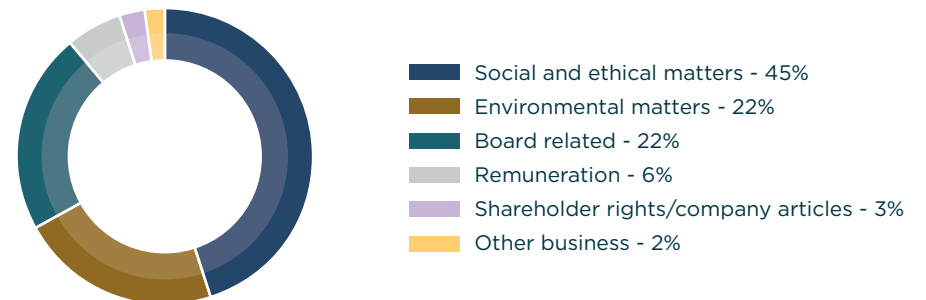 Social and ethical matters - 45%
Environmental matters - 22%
Board related - 22%
Remuneration - 6%
Shareholder rights/company articles - 3%
Other business - 2%